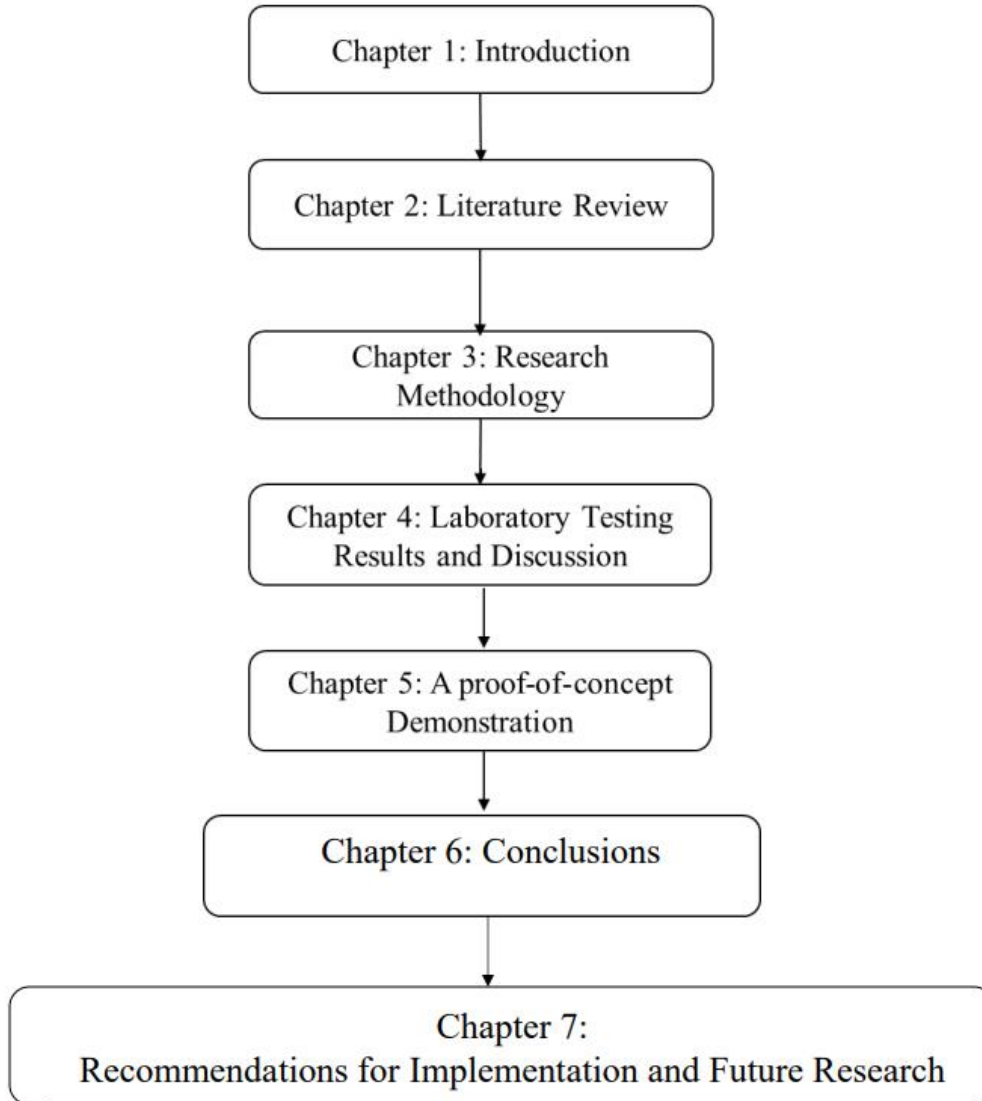 Chapter 1: Introduction
Chapter 2: Literature Review
Chapter 3: Research
Methodology
Chapter 4: Laboratory Testing
Results and Discussion
Chapter 5: A proof-of-concept
Demonstration
Chapter 6: Conclusions
Chapter 7:
Recommendations for Implementation and Future Research